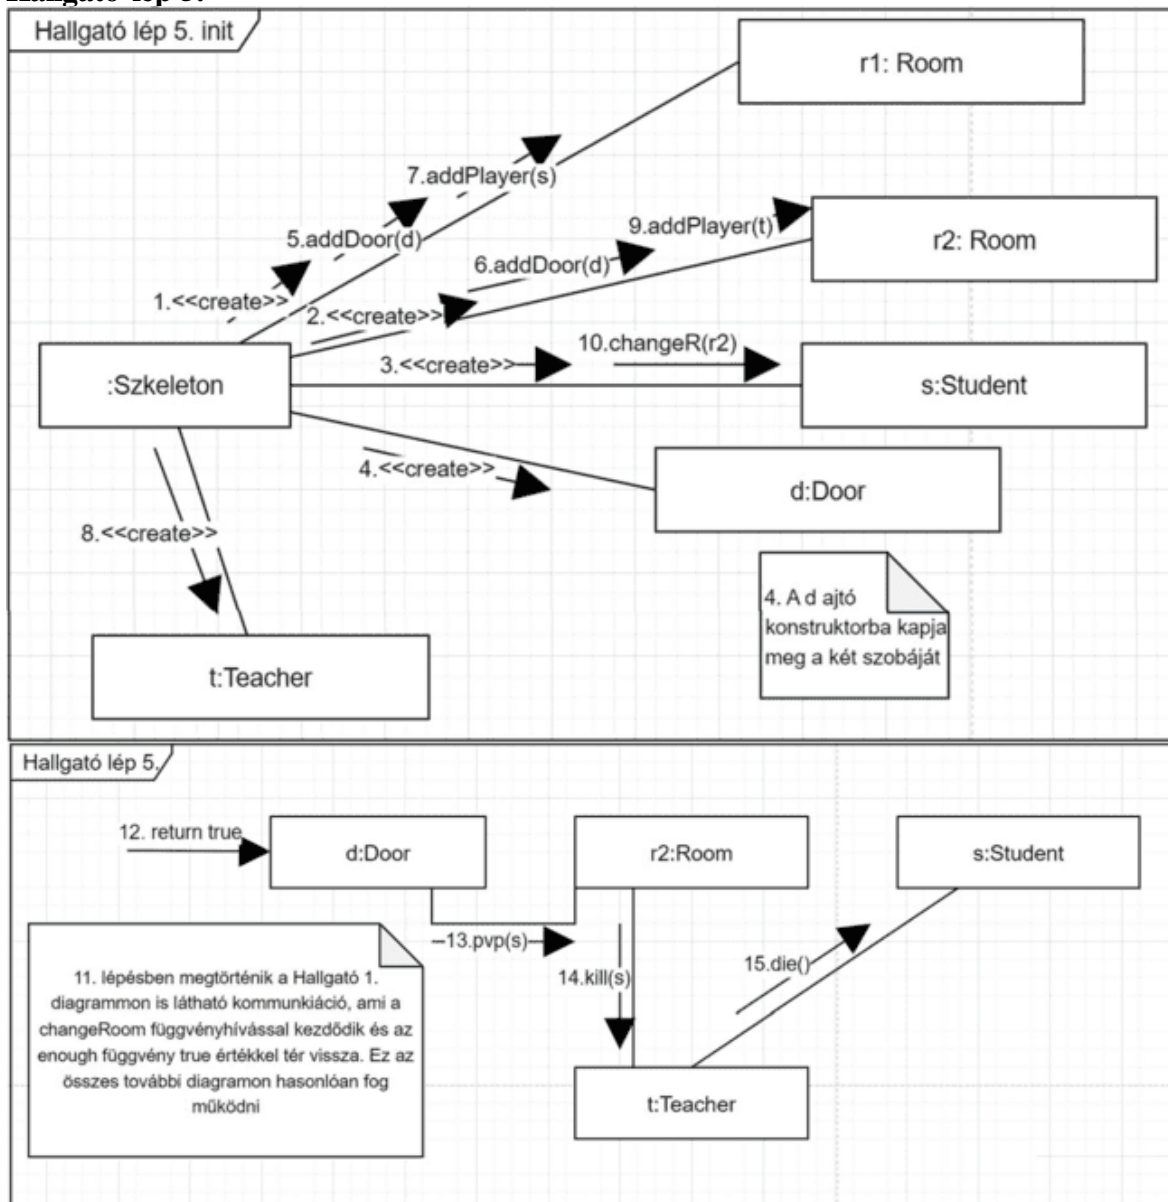 Hallgató lép 5. init
r1: Room
7.addPlayer(s)
r2: Room
9.addPlayer(t)
5.addDoor(d)
6.addDoor(d)
1.<<create>>
2.<<create>>
10.changeR(r2)
3.<<create>>
:Szkeleton
s:Student
4.<<create>>
d:Door
8.<<create>>
4. A d ajtó
konstruktorba kapja
meg a két szobáját
t:Teacher
Hallgató lép 5.
12. return true
d:Door
r2:Room
s:Student
13.pvp(s)
14.kill(s)
15.die()
11. lépésben megtörténik a Hallgató 1.
diagrammon is látható kommunkiáció, ami a
changeRoom függvényhívással kezdődik és az
enough függvény true értékkel tér vissza. Ez az
összes további diagramon hasonlóan fog
működni
t:Teacher